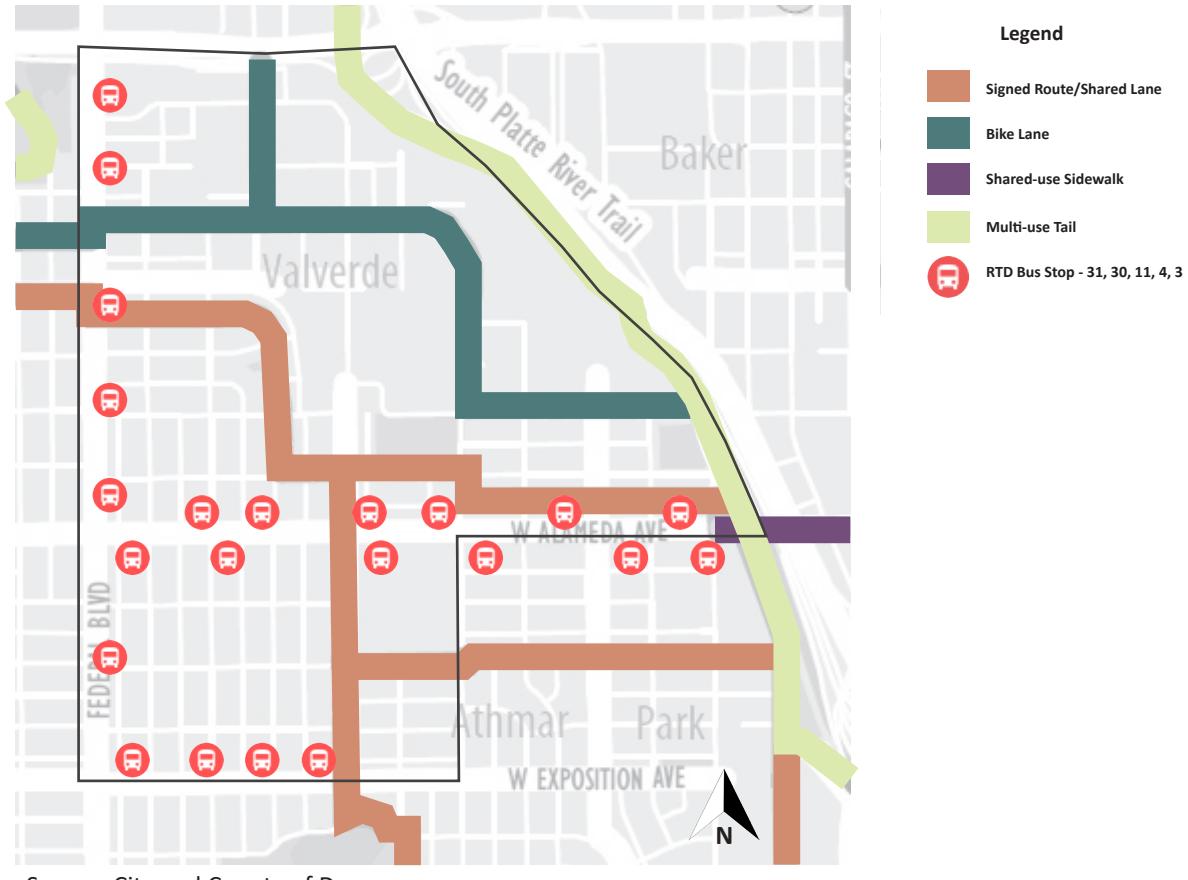 Legend
Signed Route/Shared Lane
Bike Lane
Shared-use Sidewalk
Multi-use Tail
RTD Bus Stop - 31, 30, 11, 4, 3
South Platte River Trail
Baker
Valverde
W ALAMEDA AVE
FEDERAL BLVD
Athmar Park
W EXPOSITION AVE
N